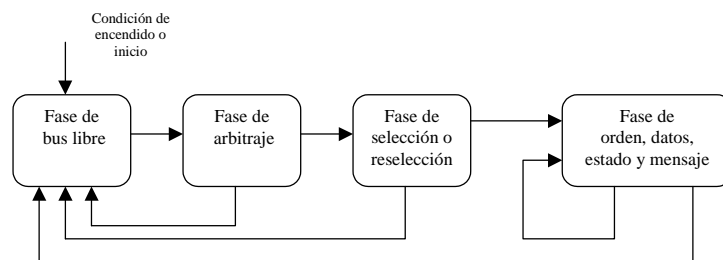 Condición de
encendido o
inicio
Fase de
bus libre
Fase de
arbitraje
Fase de
selección o
reselección
Fase de
orden, datos,
estado y mensaje